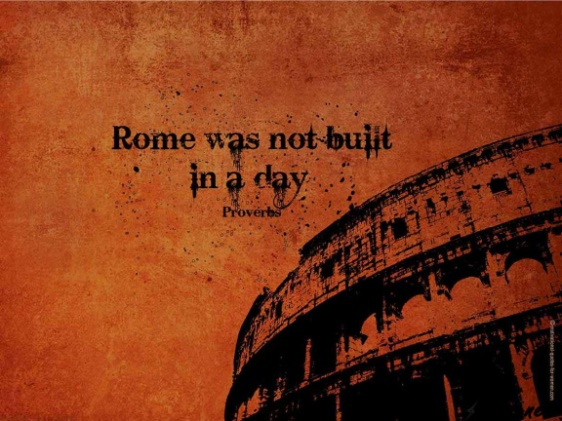 Rome was not built
in a day
Proverbs